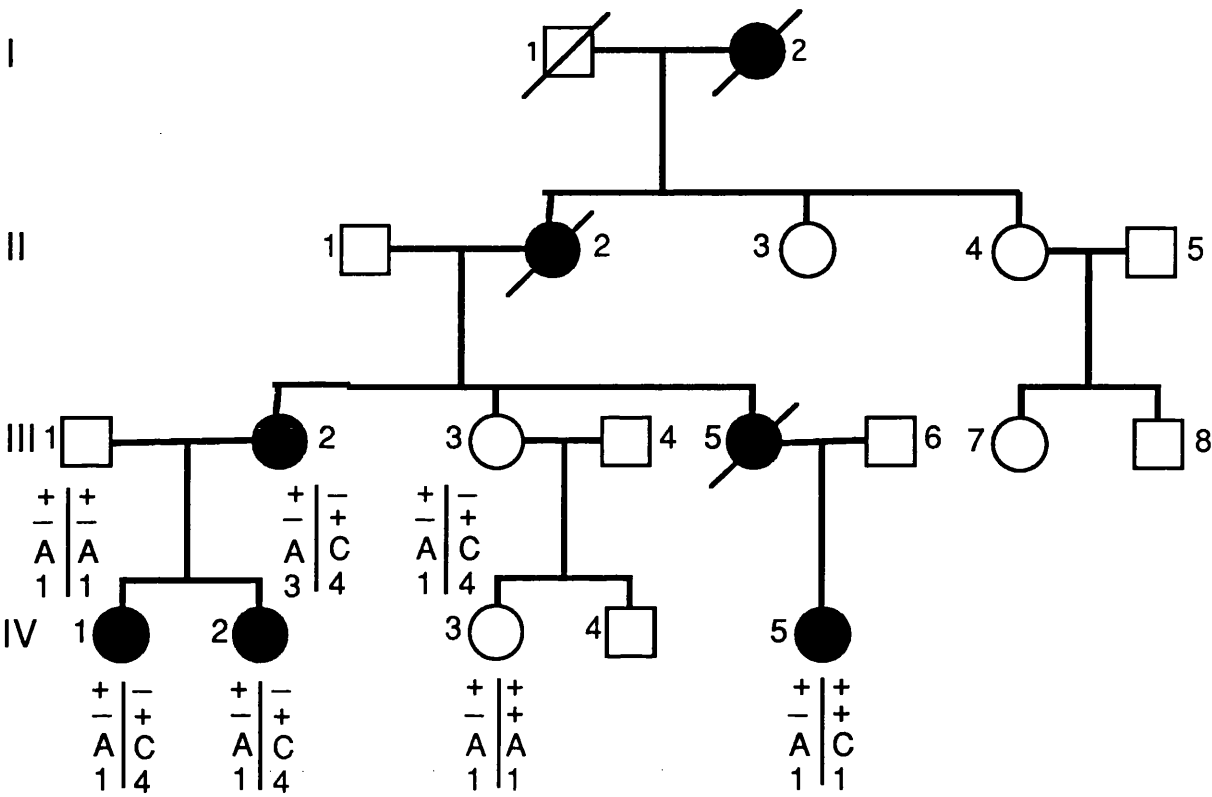 I 1 2
II 1 2 3 4 5
III 1 2 3 4 5 6 7 8
+ + + − + −
− − − + − +
A A A C A C
1 1 3 4 1 4
IV 1 2 3 4 5
+ − + − + + + +
− + − + − + − +
A C A C A A A C
1 4 1 4 1 1 1 1